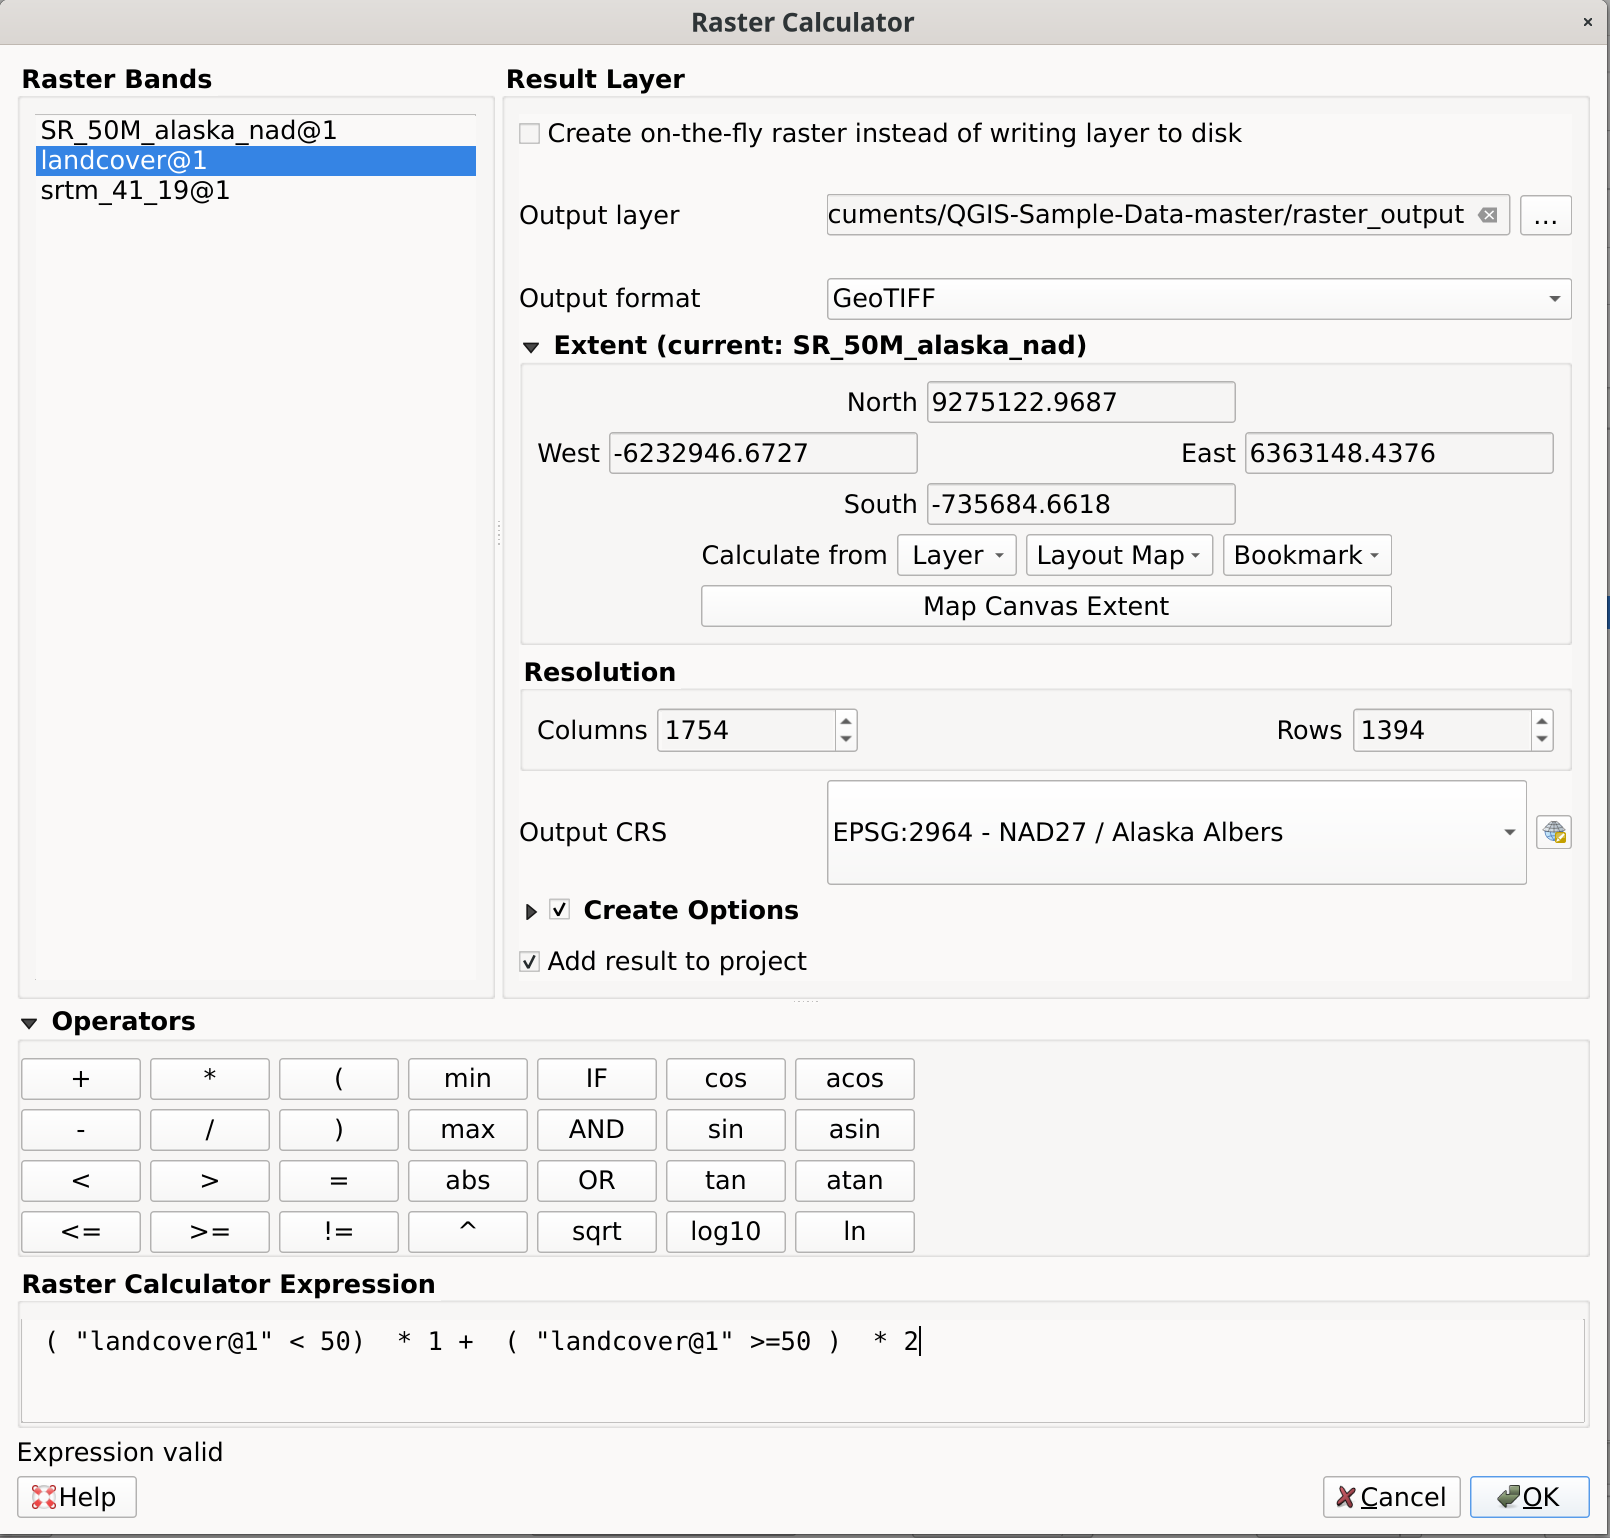 Raster Calculator
Raster Bands
SR_50M_alaska_nad@1
landcover@1
srtm_41_19@1
Result Layer
Create on-the-fly raster instead of writing layer to disk
Output layer cuments/QGIS-Sample-Data-master/raster_output ...
Output format GeoTIFF
Extent (current: SR_50M_alaska_nad)
North 9275122.9687
West -6232946.6727 East 6363148.4376
South -735684.6618
Calculate from Layer Layout Map Bookmark
Map Canvas Extent
Resolution
Columns 1754 Rows 1394
Output CRS EPSG:2964 - NAD27 / Alaska Albers
Create Options
Add result to project
Operators
+ * ( min IF cos acos
- / ) max AND sin asin
< > = abs OR tan atan
<= >= != ^ sqrt log10 ln
Raster Calculator Expression
( "landcover@1" < 50)  * 1 +  ( "landcover@1" >=50 )  * 2
Expression valid
Help Cancel OK